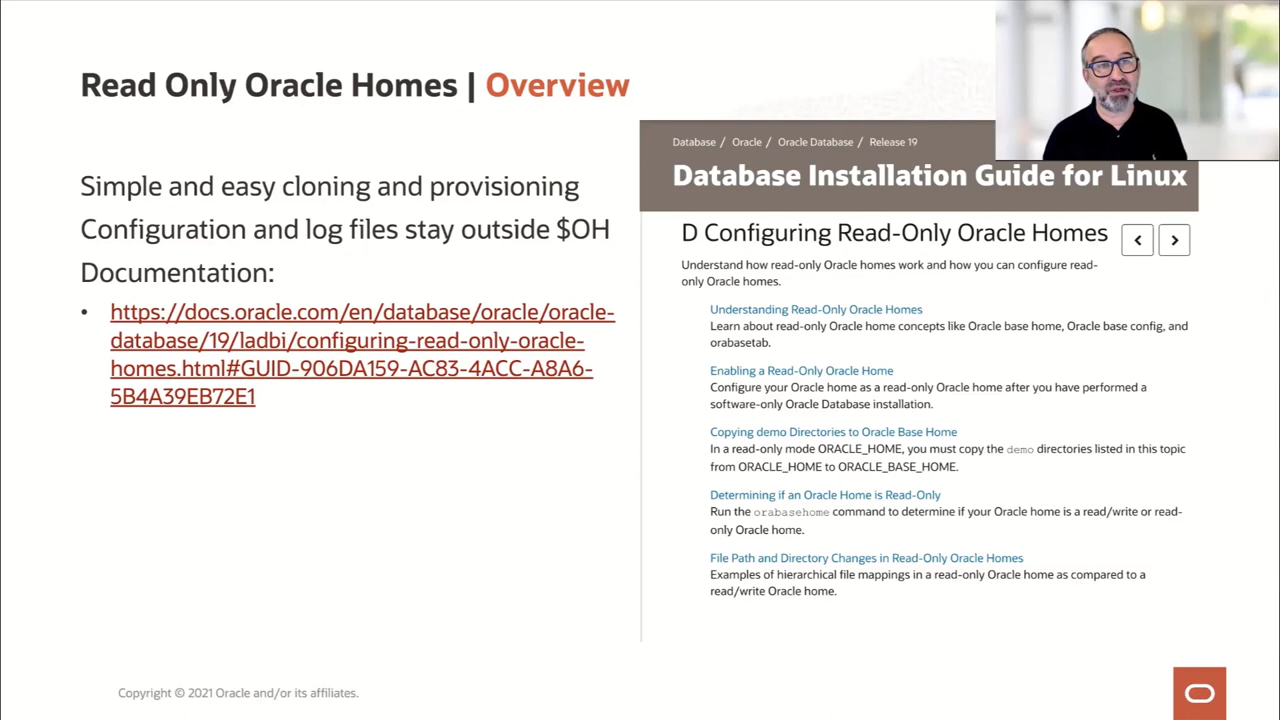 Read Only Oracle Homes | Overview
Simple and easy cloning and provisioning
Configuration and log files stay outside $OH
Documentation:
• https://docs.oracle.com/en/database/oracle/oracle-
database/19/ladbi/configuring-read-only-oracle-
homes.html#GUID-906DA159-AC83-4ACC-A8A6-
5B4A39EB72E1
Database / Oracle / Oracle Database / Release 19
Database Installation Guide for Linux
D Configuring Read-Only Oracle Homes
Understand how read-only Oracle homes work and how you can configure read-
only Oracle homes.
Understanding Read-Only Oracle Homes
Learn about read-only Oracle home concepts like Oracle base home, Oracle base config, and
orabasetab.
Enabling a Read-Only Oracle Home
Configure your Oracle home as a read-only Oracle home after you have performed a
software-only Oracle Database installation.
Copying demo Directories to Oracle Base Home
In a read-only mode ORACLE_HOME, you must copy the demo directories listed in this topic
from ORACLE_HOME to ORACLE_BASE_HOME.
Determining if an Oracle Home is Read-Only
Run the orabasehome command to determine if your Oracle home is a read/write or read-
only Oracle home.
File Path and Directory Changes in Read-Only Oracle Homes
Examples of hierarchical file mappings in a read-only Oracle home as compared to a
read/write Oracle home.
Copyright © 2021 Oracle and/or its affiliates.